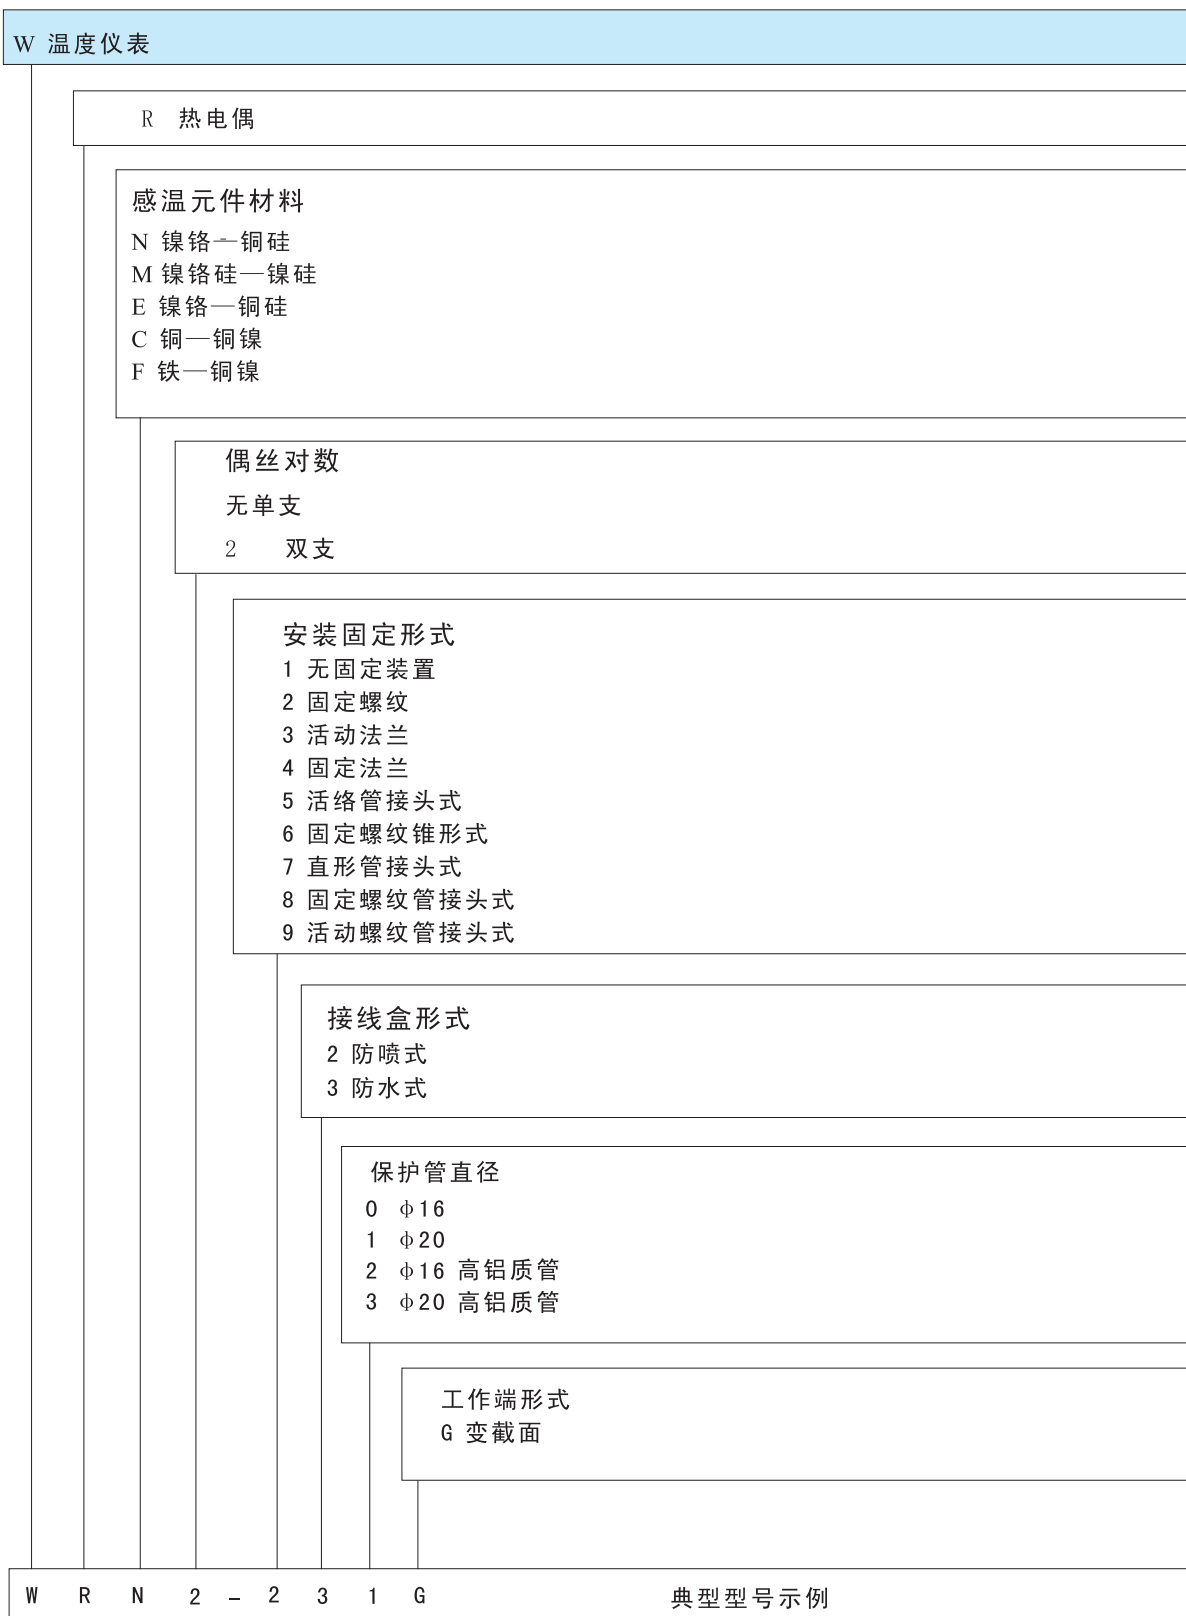 W 温度仪表
R 热电偶
感温元件材料
N 镍铬—铜硅
M 镍铬硅—镍硅
E 镍铬—铜硅
C 铜—铜镍
F 铁—铜镍
偶丝对数
无单支
2 双支
安装固定形式
1 无固定装置
2 固定螺纹
3 活动法兰
4 固定法兰
5 活络管接头式
6 固定螺纹锥形式
7 直形管接头式
8 固定螺纹管接头式
9 活动螺纹管接头式
接线盒形式
2 防喷式
3 防水式
保护管直径
0 ф16
1 ф20
2 ф16 高铝质管
3 ф20 高铝质管
工作端形式
G 变截面
W R N 2 - 2 3 1 G 典型型号示例